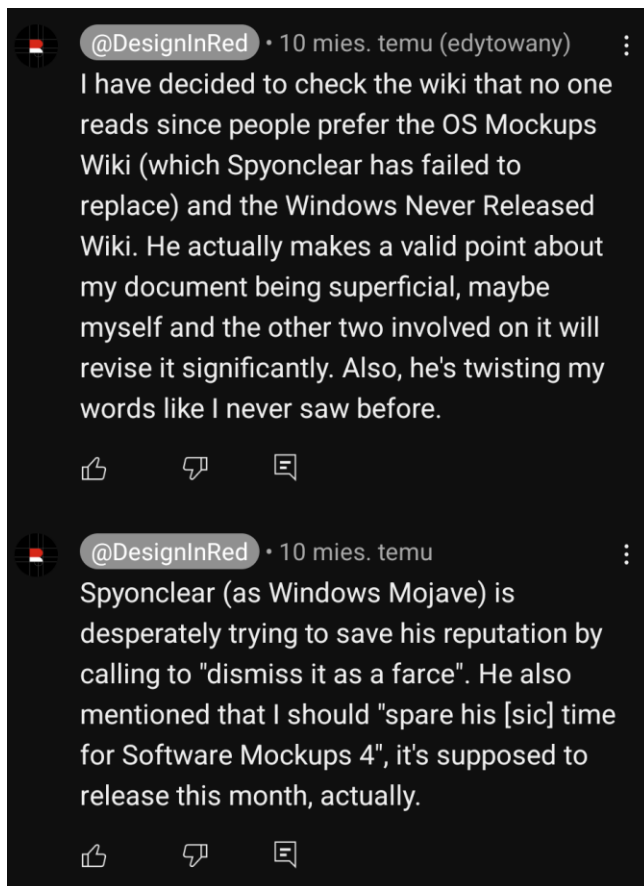 @DesignInRed • 10 mies. temu (edytowany)
I have decided to check the wiki that no one
reads since people prefer the OS Mockups
Wiki (which Spyonclear has failed to
replace) and the Windows Never Released
Wiki. He actually makes a valid point about
my document being superficial, maybe
myself and the other two involved on it will
revise it significantly. Also, he's twisting my
words like I never saw before.
@DesignInRed • 10 mies. temu
Spyonclear (as Windows Mojave) is
desperately trying to save his reputation by
calling to "dismiss it as a farce". He also
mentioned that I should "spare his [sic] time
for Software Mockups 4", it's supposed to
release this month, actually.